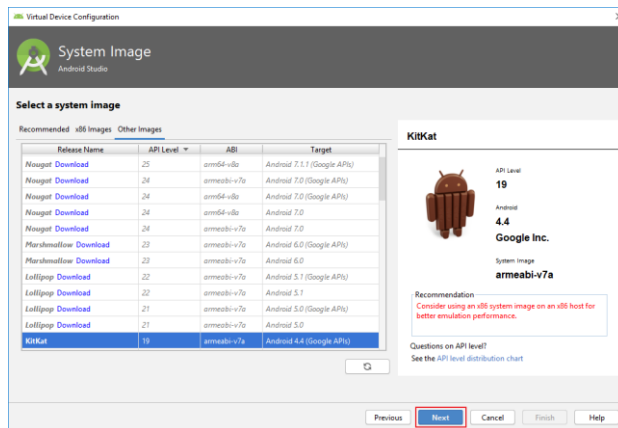 Virtual Device Configuration
System Image
Android Studio
Select a system image
Recommended x86 Images Other Images
Release Name API Level ABI Target
Nougat Download 25 arm64-v8a Android 7.1.1 (Google APIs)
Nougat Download 24 armeabi-v7a Android 7.0 (Google APIs)
Nougat Download 24 arm64-v8a Android 7.0 (Google APIs)
Nougat Download 24 arm64-v8a Android 7.0
Nougat Download 24 armeabi-v7a Android 7.0
Marshmallow Download 23 armeabi-v7a Android 6.0 (Google APIs)
Marshmallow Download 23 armeabi-v7a Android 6.0
Lollipop Download 22 armeabi-v7a Android 5.1 (Google APIs)
Lollipop Download 22 armeabi-v7a Android 5.1
Lollipop Download 21 armeabi-v7a Android 5.0 (Google APIs)
Lollipop Download 21 armeabi-v7a Android 5.0
KitKat 19 armeabi-v7a Android 4.4 (Google APIs)
KitKat
API Level
19
Android
4.4
Google Inc.
System Image
armeabi-v7a
Recommendation
Consider using an x86 system image on an x86 host for
better emulation performance.
Questions on API level?
See the API level distribution chart
Previous Next Cancel Finish Help